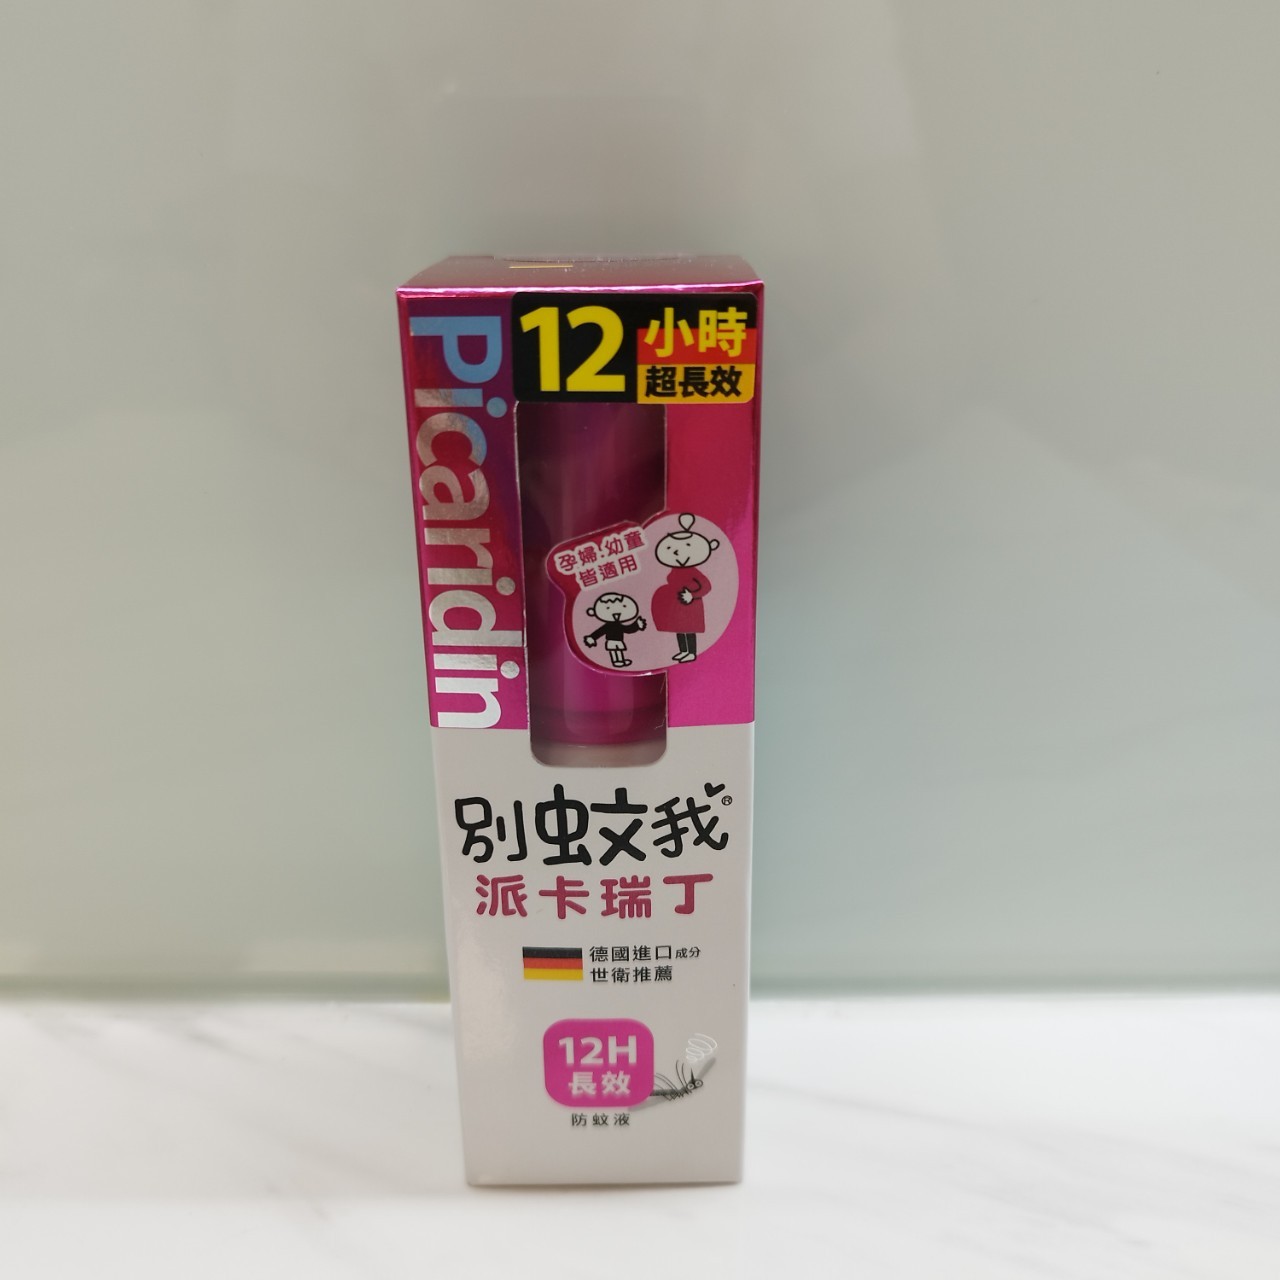 Picaridin
12
小時
超長效
孕婦.幼童
皆適用
別蚊我®
派卡瑞丁
德國進口成分
世衛推薦
12H
長效
防蚊液